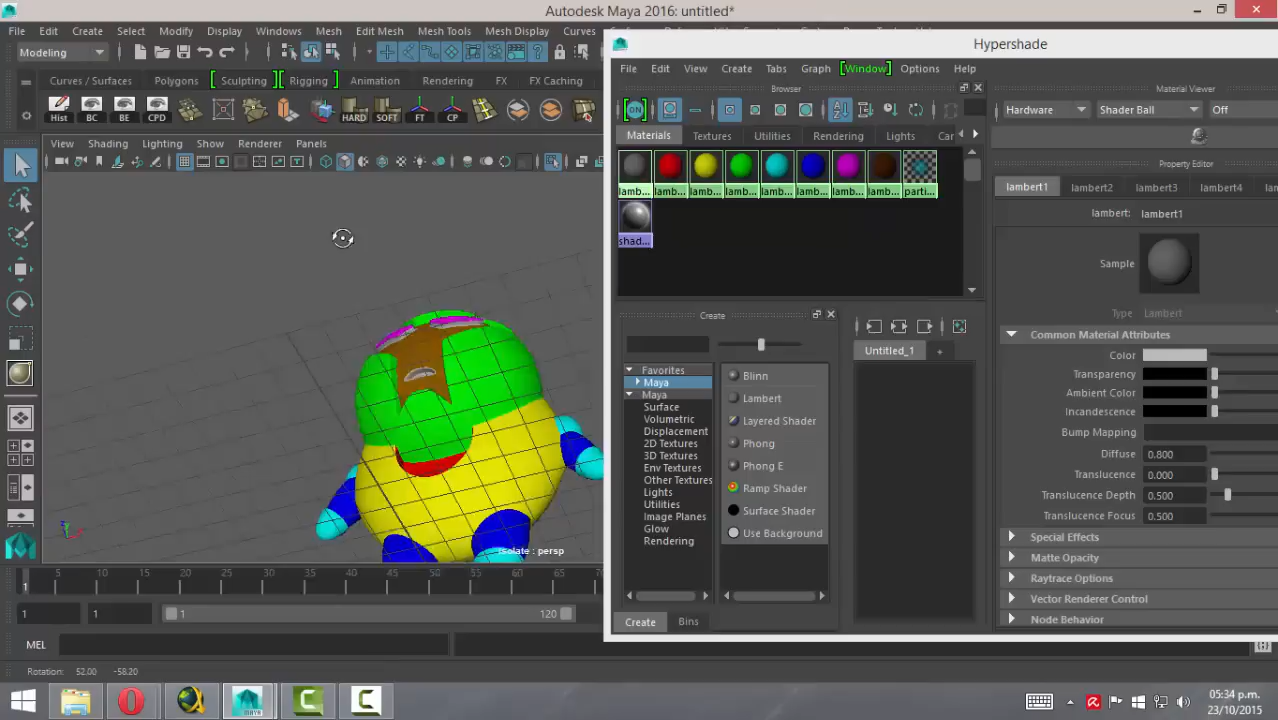 Autodesk Maya 2016: untitled*
File Edit Create Select Modify Display Windows Mesh Edit Mesh Mesh Tools Mesh Display Curves
Modeling
Curves / Surfaces Polygons Sculpting Rigging Animation Rendering FX FX Caching
Hist BC BE CPD HARD SOFT FT CP
View Shading Lighting Show Renderer Panels
Isolate : persp
5 10 15 20 25 30 35 40 45 50 55 60 65 70
1
1 1 1 120
MEL
Rotation: 52.00 -58.20
Hypershade
File Edit View Create Tabs Graph Window Options Help
Browser
ON
Materials Textures Utilities Rendering Lights Car
lamb... lamb... lamb... lamb... lamb... lamb... lamb... lamb... parti...
shad...
Create
Favorites
Maya
Maya
Surface
Volumetric
Displacement
2D Textures
3D Textures
Env Textures
Other Textures
Lights
Utilities
Image Planes
Glow
Rendering
Blinn
Lambert
Layered Shader
Phong
Phong E
Ramp Shader
Surface Shader
Use Background
Create Bins
Untitled_1 +
Material Viewer
Hardware Shader Ball Off
Property Editor
lambert1 lambert2 lambert3 lambert4
lambert: lambert1
Sample
Type Lambert
Common Material Attributes
Color
Transparency
Ambient Color
Incandescence
Bump Mapping
Diffuse 0.800
Translucence 0.000
Translucence Depth 0.500
Translucence Focus 0.500
Special Effects
Matte Opacity
Raytrace Options
Vector Renderer Control
Node Behavior
05:34 p.m.
23/10/2015